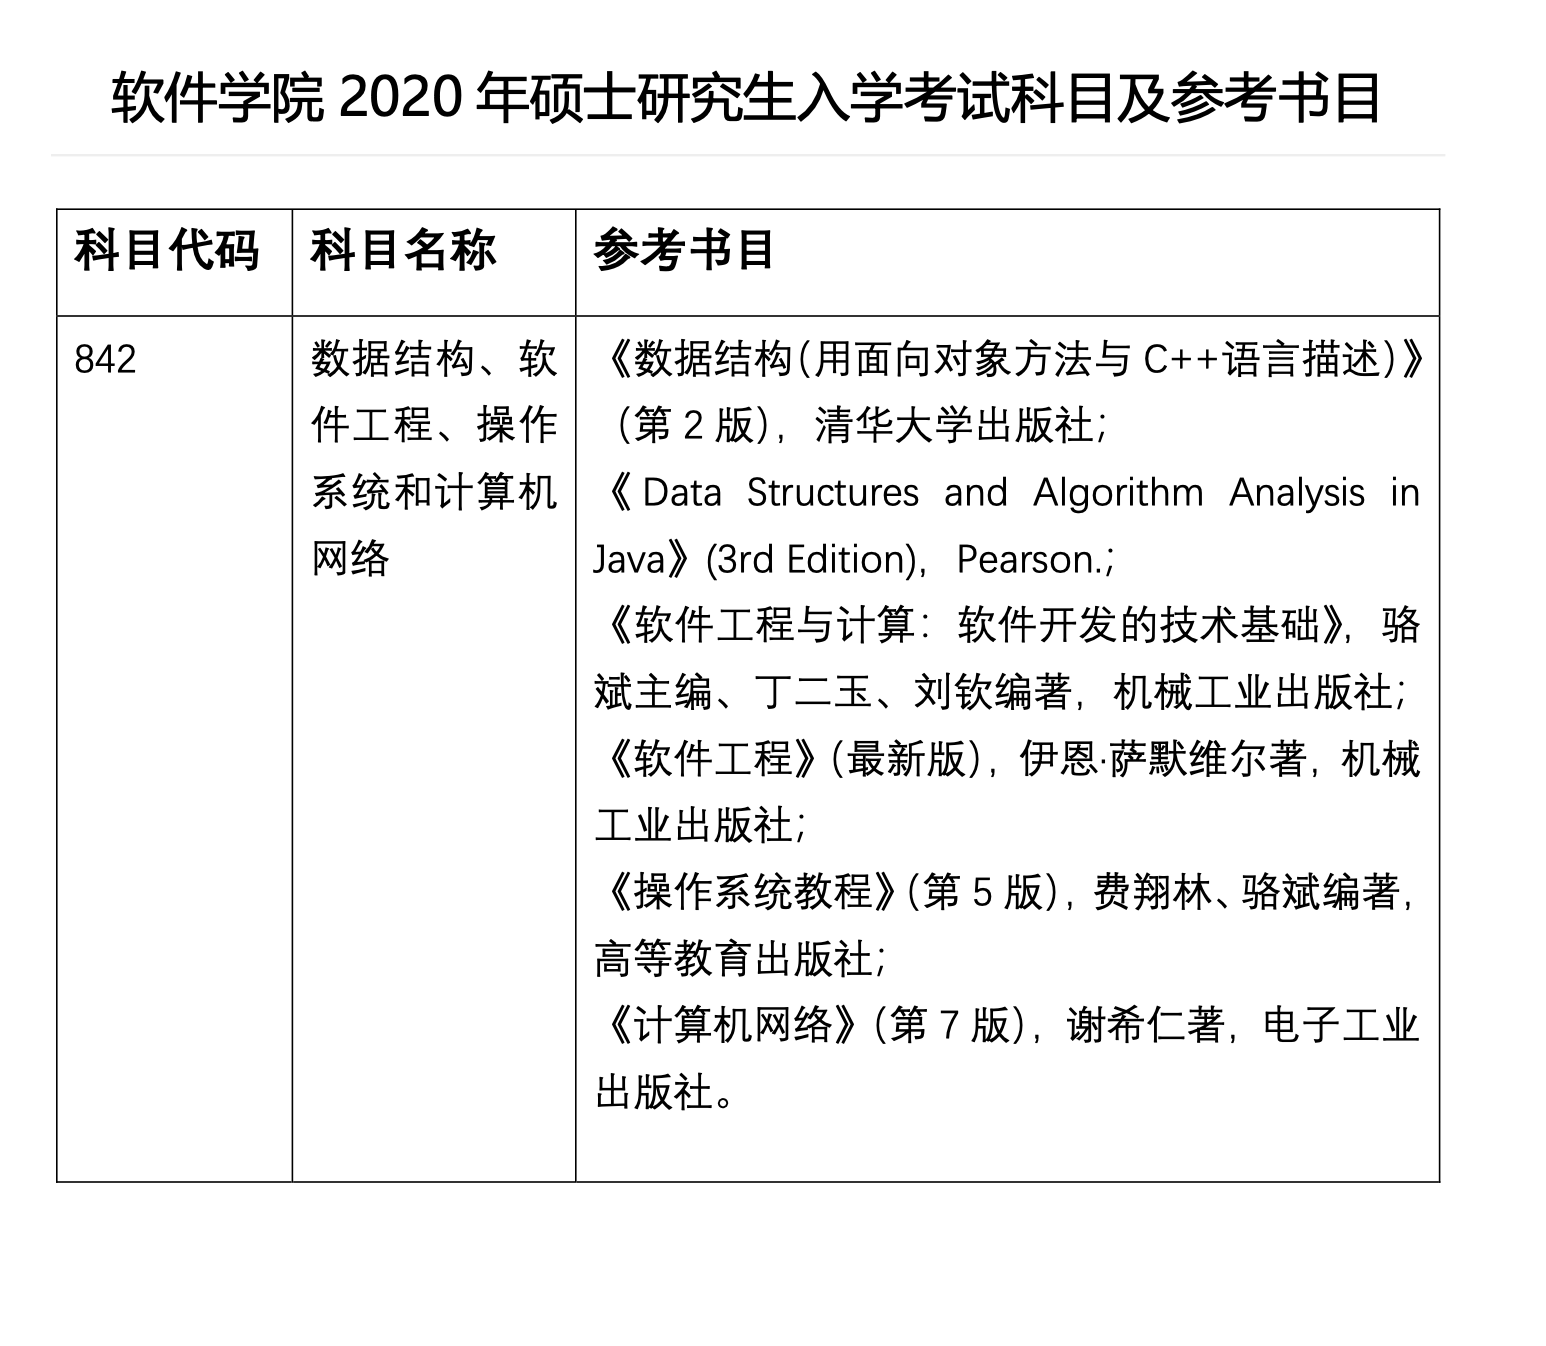 软件学院 2020 年硕士研究生入学考试科目及参考书目
科目代码
科目名称
参考书目
842
数据结构、软
件工程、操作
系统和计算机
网络
《数据结构（用面向对象方法与 C++语言描述）》
（第 2 版），清华大学出版社；
《Data Structures and Algorithm Analysis in
Java》(3rd Edition)，Pearson.；
《软件工程与计算：软件开发的技术基础》，骆
斌主编、丁二玉、刘钦编著，机械工业出版社；
《软件工程》（最新版），伊恩·萨默维尔著，机械
工业出版社；
《操作系统教程》（第 5 版），费翔林、骆斌编著，
高等教育出版社；
《计算机网络》（第 7 版），谢希仁著，电子工业
出版社。